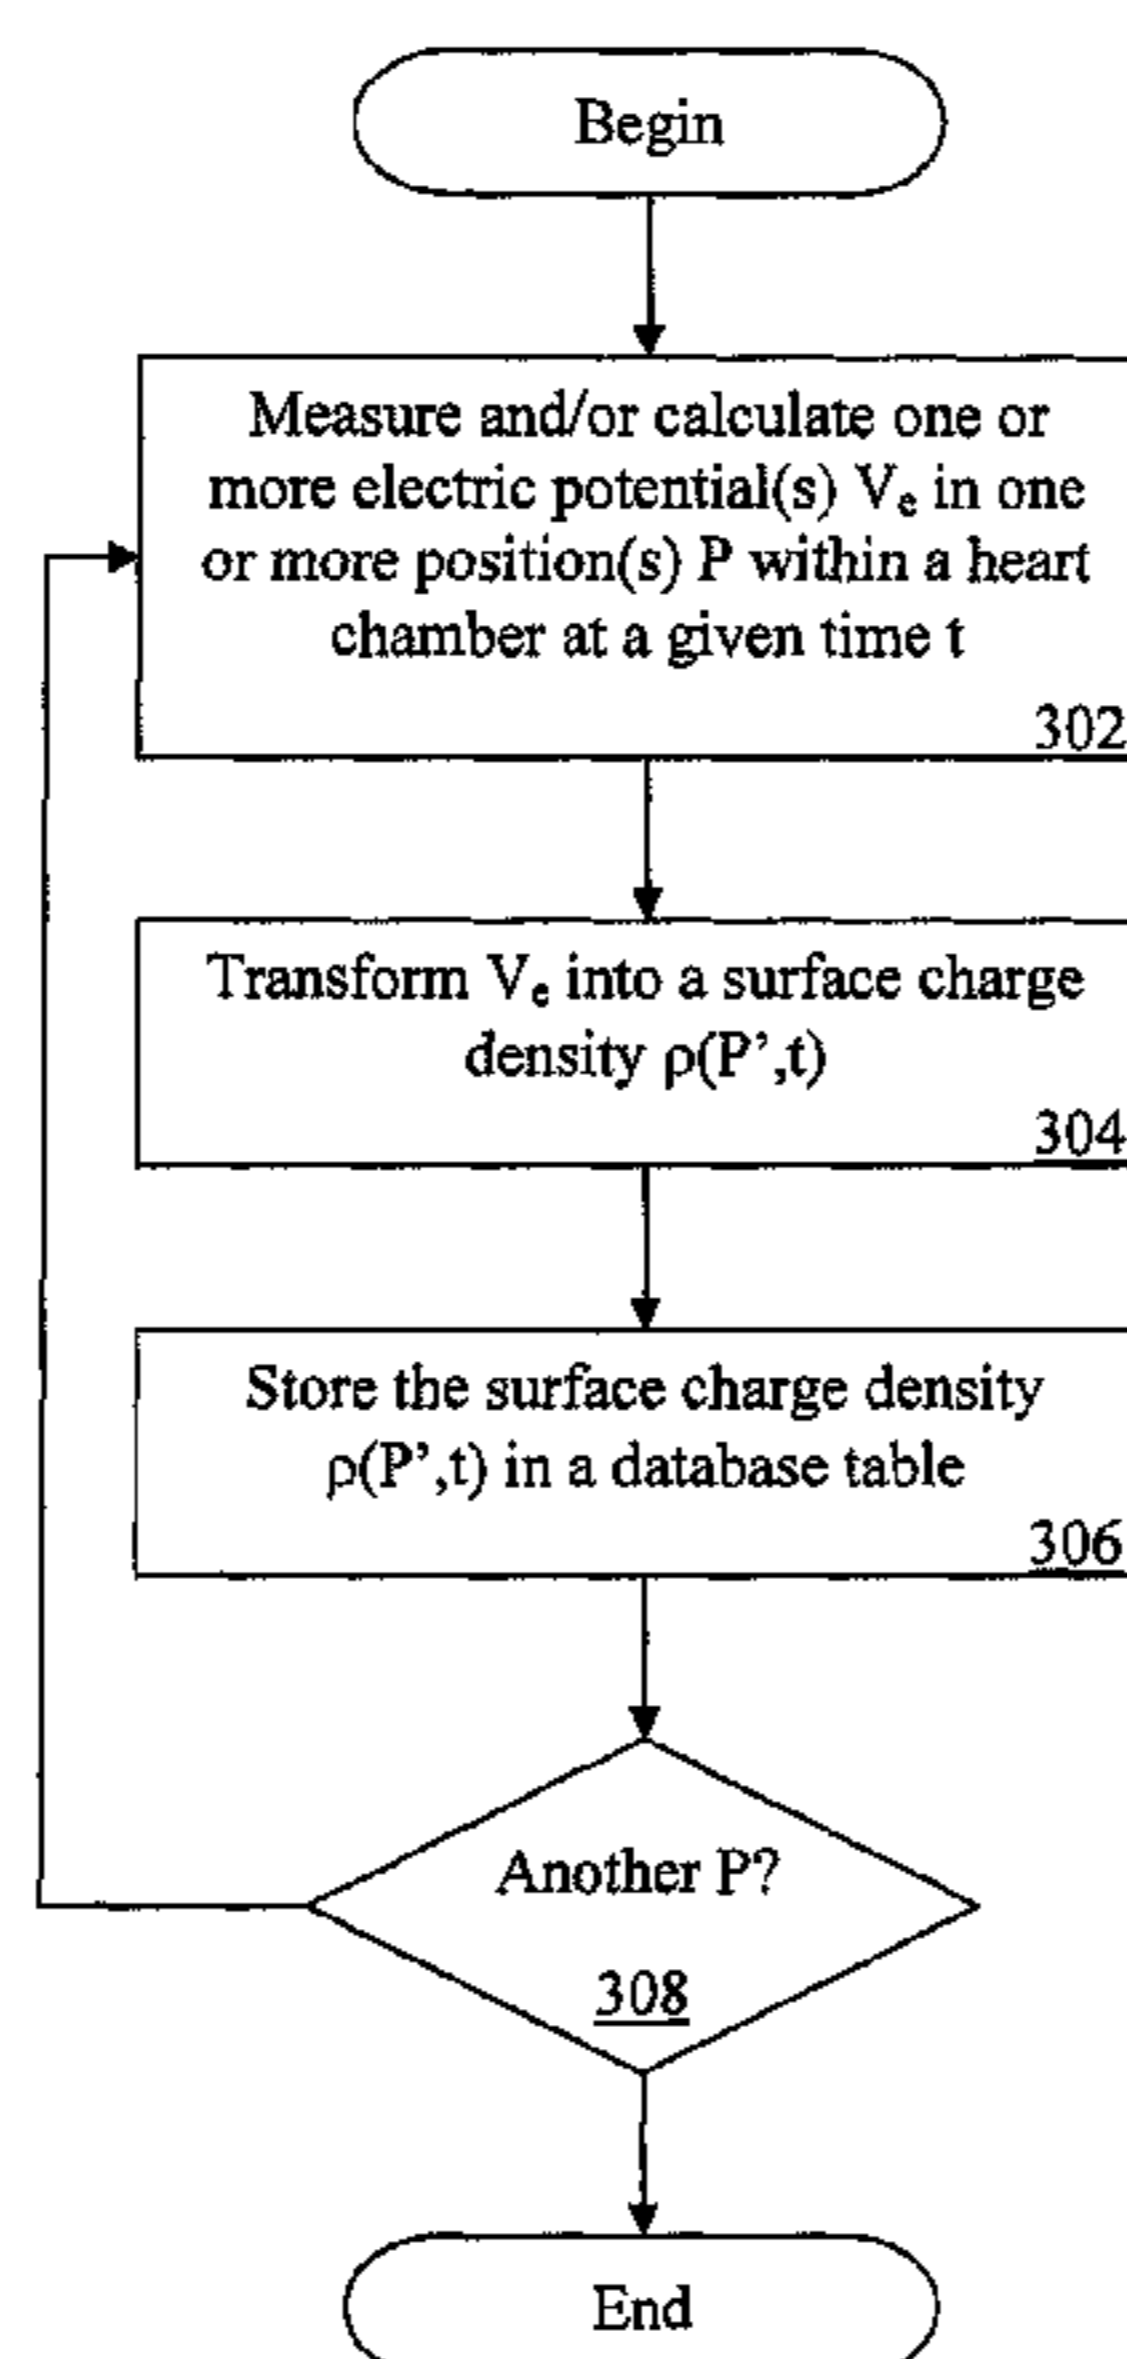 Begin
Measure and/or calculate one or
more electric potential(s) Vₑ in one
or more position(s) P within a heart
chamber at a given time t
302
Transform Vₑ into a surface charge
density ρ(P’,t)
304
Store the surface charge density
ρ(P’,t) in a database table
306
Another P?
308
End